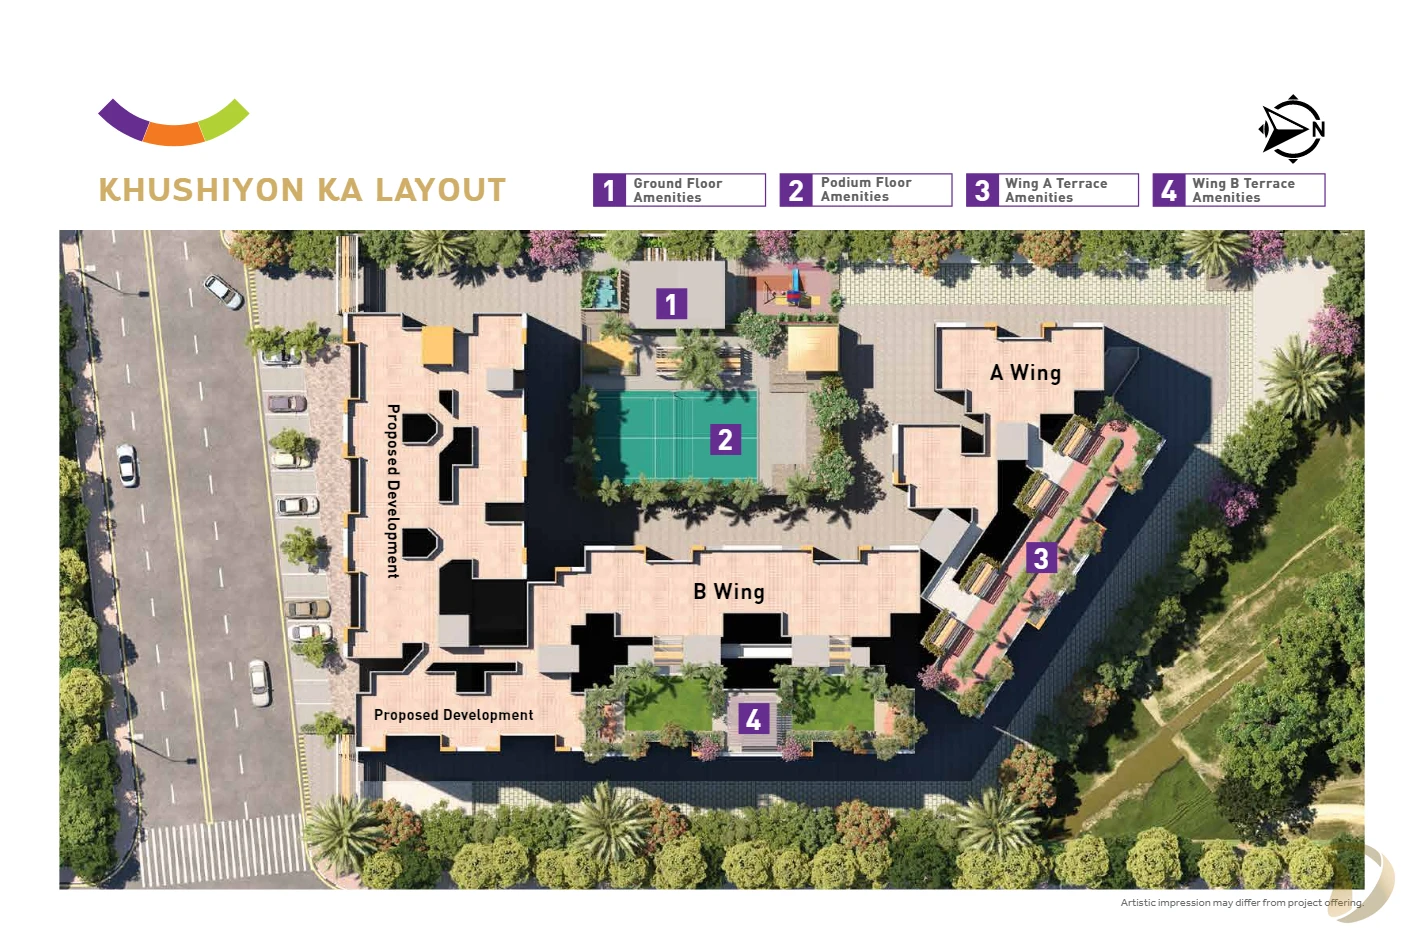 N
KHUSHIYON KA LAYOUT
1 Ground Floor
Amenities
2 Podium Floor
Amenities
3 Wing A Terrace
Amenities
4 Wing B Terrace
Amenities
1
A Wing
Proposed Development
2
3
B Wing
Proposed Development
4
Artistic impression may differ from project offering.